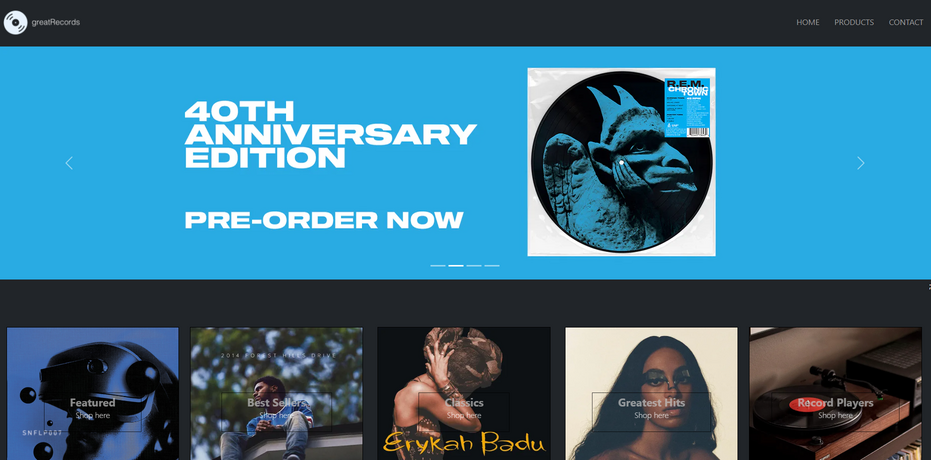 greatRecords
HOME PRODUCTS CONTACT
40TH
ANNIVERSARY
EDITION
PRE-ORDER NOW
R.E.M.
CHRONIC
TOWN
2014 FOREST HILLS DRIVE
Featured
Shop here
SNFLF007
Best Sellers
Shop here
Classics
Shop here
Erykah Badu
Greatest Hits
Shop here
Record Players
Shop here